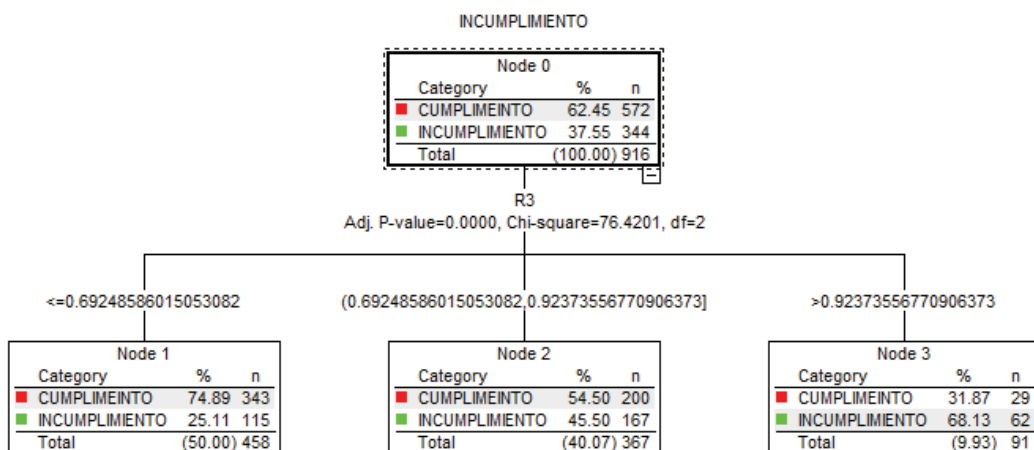 INCUMPLIMIENTO
Node 0
Category % n
CUMPLIMEINTO 62.45 572
INCUMPLIMIENTO 37.55 344
Total (100.00) 916
R3
Adj. P-value=0.0000, Chi-square=76.4201, df=2
<=0.69248586015053082
(0.69248586015053082,0.92373556770906373]
>0.92373556770906373
Node 1
Category % n
CUMPLIMEINTO 74.89 343
INCUMPLIMIENTO 25.11 115
Total (50.00) 458
Node 2
Category % n
CUMPLIMEINTO 54.50 200
INCUMPLIMIENTO 45.50 167
Total (40.07) 367
Node 3
Category % n
CUMPLIMEINTO 31.87 29
INCUMPLIMIENTO 68.13 62
Total (9.93) 91